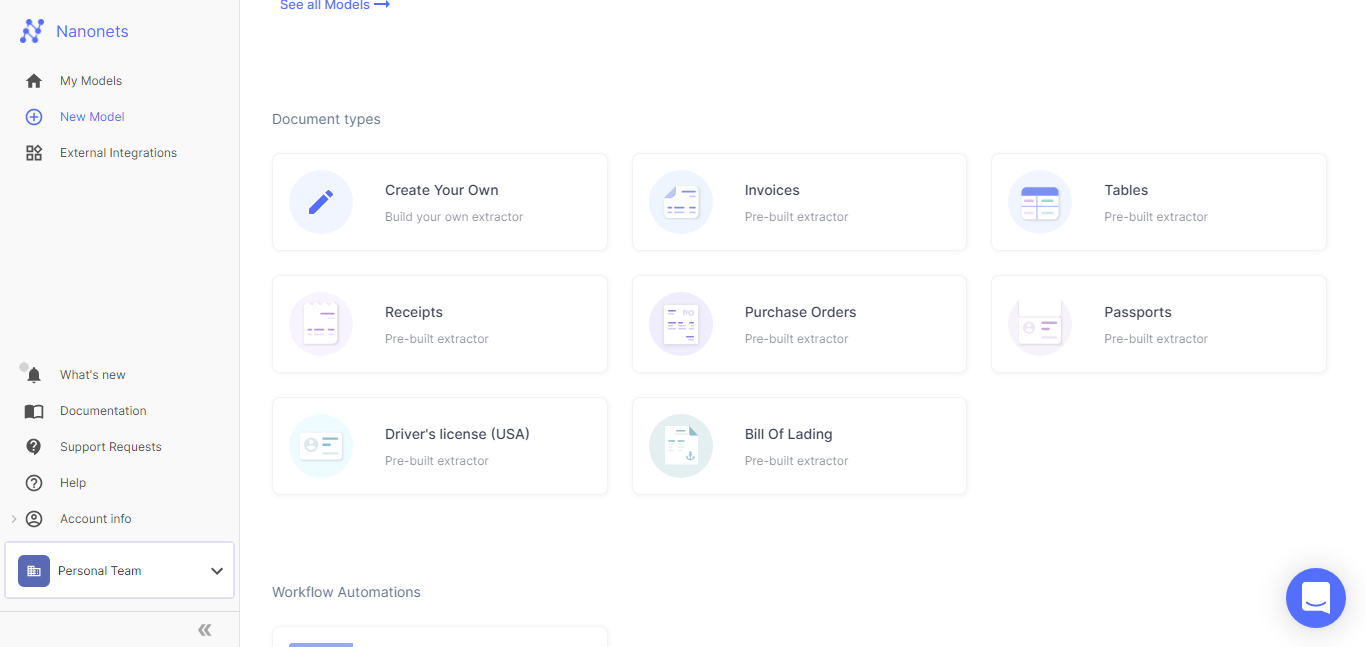 Nanonets
My Models
New Model
External Integrations
What's new
Documentation
Support Requests
Help
Account info
Personal Team
See all Models
Document types
Create Your Own
Build your own extractor
Invoices
Pre-built extractor
Tables
Pre-built extractor
Receipts
Pre-built extractor
PO
Purchase Orders
Pre-built extractor
Passports
Pre-built extractor
Driver's license (USA)
Pre-built extractor
Bill Of Lading
Pre-built extractor
Workflow Automations